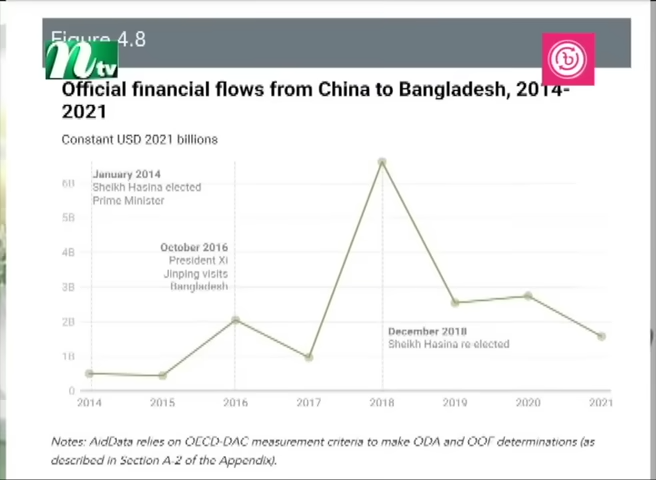 Figure 4.8
ntv
Official financial flows from China to Bangladesh, 2014-
2021
Constant USD 2021 billions
January 2014
Sheikh Hasina elected
Prime Minister
October 2016
President Xi
Jinping visits
Bangladesh
December 2018
Sheikh Hasina re elected
6B
5B
4B
3B
2B
1B
0
2014 2015 2016 2017 2018 2019 2020 2021
Notes: AidData relies on OECD-DAC measurement criteria to make ODA and OOF determinations (as
described in Section A-2 of the Appendix).